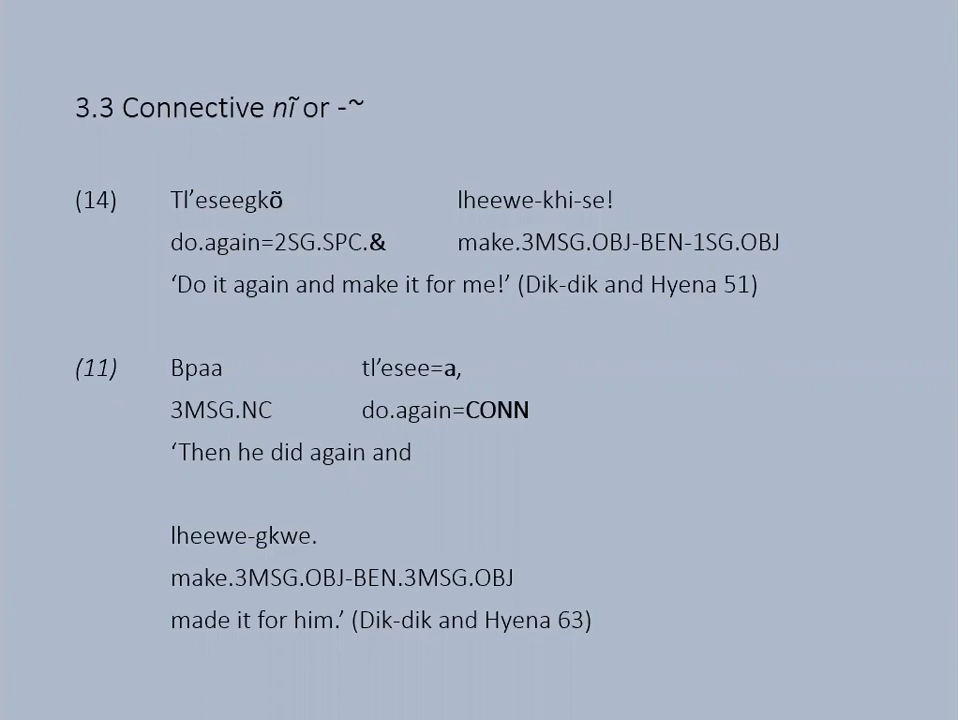 3.3 Connective nĩ or -~
(14) Tl’eseegkõ lheewe-khi-se!
do.again=2SG.SPC.& make.3MSG.OBJ-BEN-1SG.OBJ
‘Do it again and make it for me!’ (Dik-dik and Hyena 51)
(11) Bpaa tl’esee=a,
3MSG.NC do.again=CONN
‘Then he did again and
lheewe-gkwe.
make.3MSG.OBJ-BEN.3MSG.OBJ
made it for him.’ (Dik-dik and Hyena 63)